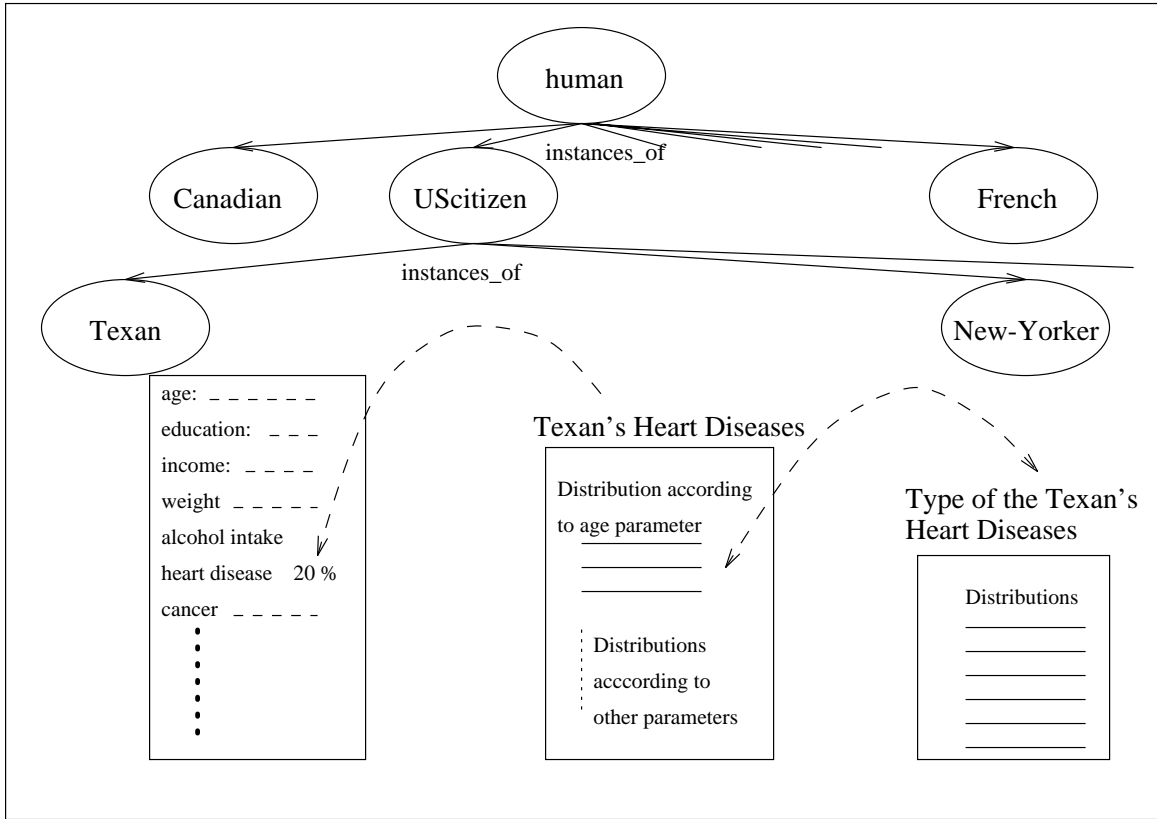 human
instances_of
Canadian
UScitizen
French
instances_of
Texan
New-Yorker
age:
education:
income:
weight
alcohol intake
heart disease 20 %
cancer
Texan's Heart Diseases
Distribution according
to age parameter
Distributions
acccording to
other parameters
Type of the Texan's
Heart Diseases
Distributions